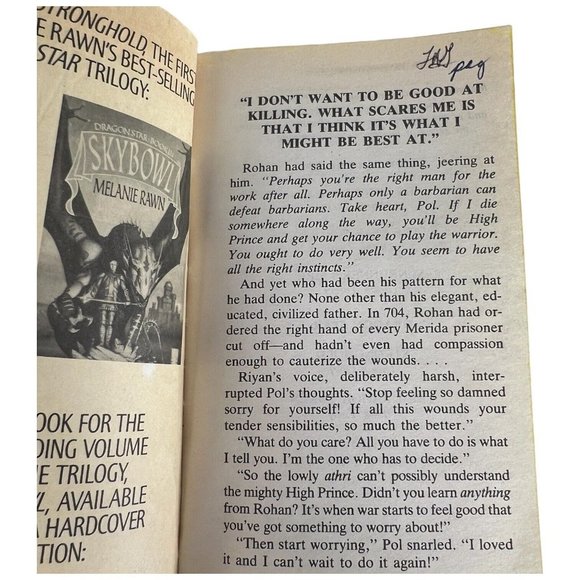 STRONGHOLD, THE FIRST
E RAWN'S BEST-SELLING
STAR TRILOGY:
DRAGON STAR: BOOK III
SKYBOWL
MELANIE RAWN
OOK FOR THE
DING VOLUME
E TRILOGY,
L, AVAILABLE
A HARDCOVER
TION:
peg
"I DON'T WANT TO BE GOOD AT
KILLING. WHAT SCARES ME IS
THAT I THINK IT'S WHAT I
MIGHT BE BEST AT."
Rohan had said the same thing, jeering at
him. "Perhaps you're the right man for the
work after all. Perhaps only a barbarian can
defeat barbarians. Take heart, Pol. If I die
somewhere along the way, you'll be High
Prince and get your chance to play the warrior.
You ought to do very well. You seem to have
all the right instincts."
And yet who had been his pattern for what
he had done? None other than his elegant, edu-
cated, civilized father. In 704, Rohan had or-
dered the right hand of every Merida prisoner
cut off—and hadn't even had compassion
enough to cauterize the wounds. . . .
Riyan's voice, deliberately harsh, inter-
rupted Pol's thoughts. "Stop feeling so damned
sorry for yourself! If all this wounds your
tender sensibilities, so much the better."
"What do you care? All you have to do is what
I tell you. I'm the one who has to decide."
"So the lowly athri can't possibly understand
the mighty High Prince. Didn't you learn anything
from Rohan? It's when war starts to feel good that
you've got something to worry about!"
"Then start worrying," Pol snarled. "I loved
it and I can't wait to do it again!"